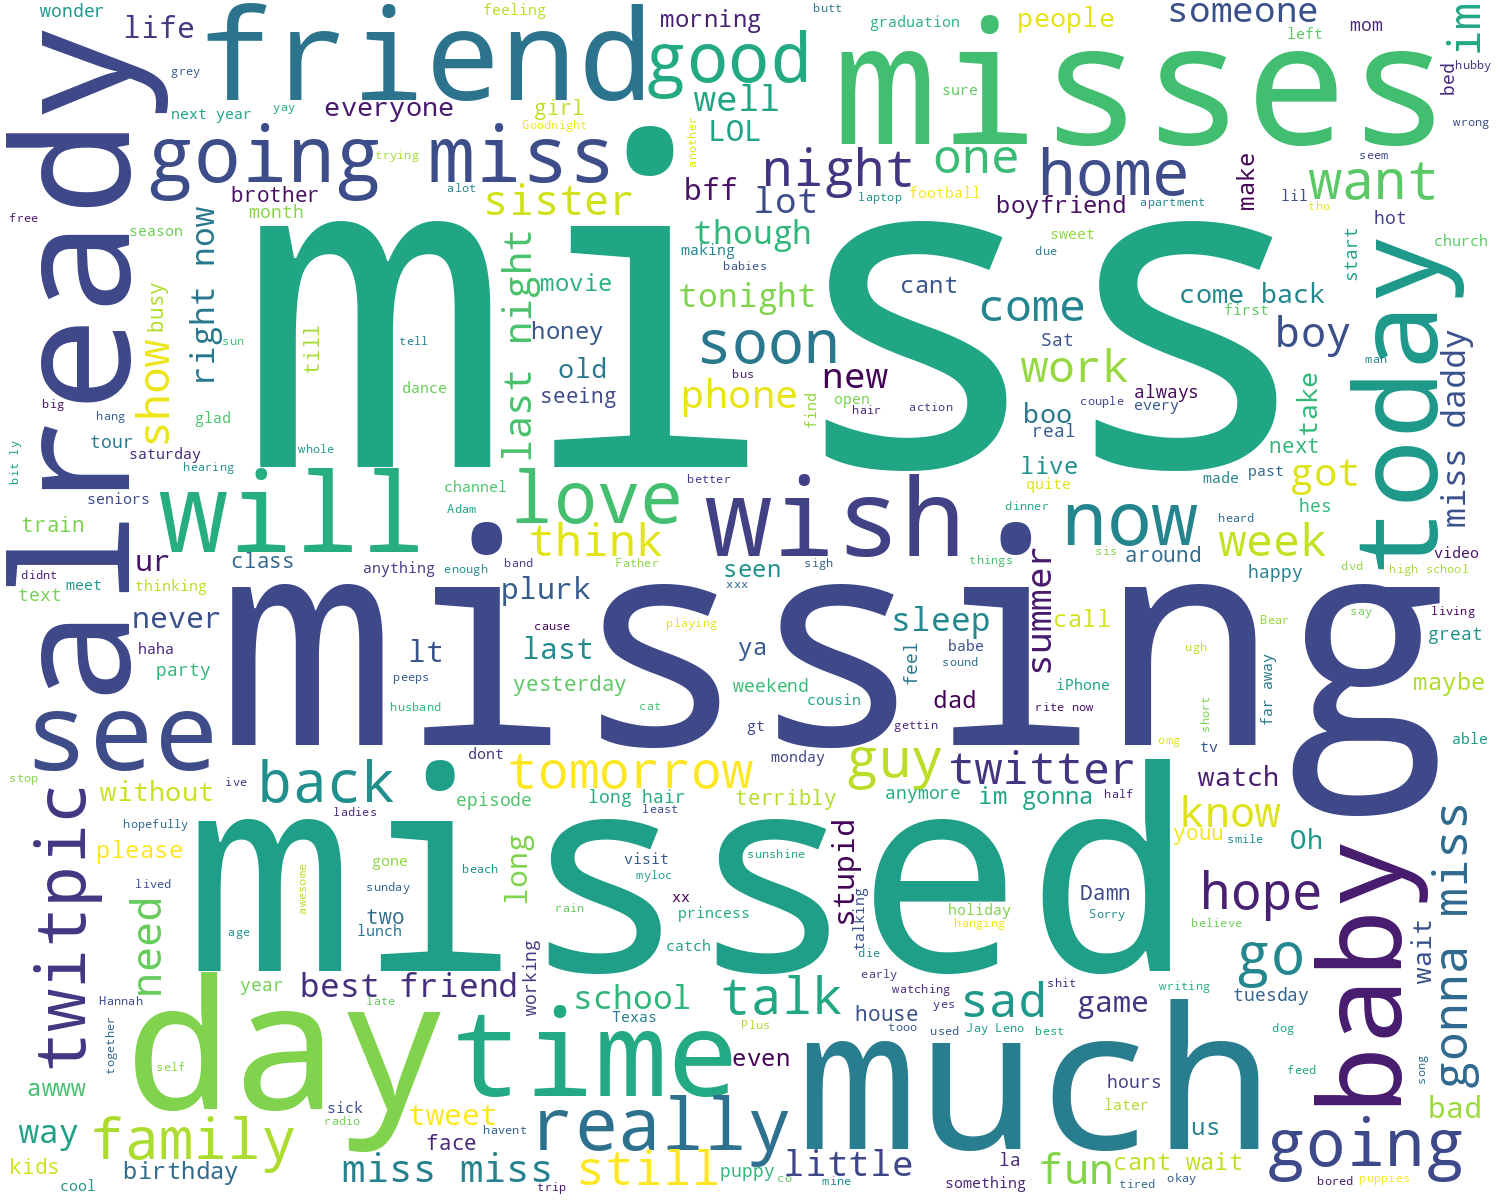 wonder
life
friend
feeling
morning
butt
graduation
people
someone
left
mom
im
good
misses
bed
hubby
grey
next year
yay
everyone
girl
Goodnight
well
LOL
sure
wrong
already
going miss
trying
another
night
one
home
seem
want
brother
alot
sister
bff
lot
laptop
football
boyfriend
apartment
make
lil
tho
hot
free
month
season
right now
though
making
babies
sweet
due
start
church
miss
last night
movie
tonight
cant
come
come back
first
today
busy
show
sun
till
tell
honey
soon
Sat
boy
man
miss daddy
old
seeing
dance
phone
bus
new
work
couple
always
every
big
hang
glad
find
open
hair
action
boo
real
take
next
tour
saturday
whole
bit ly
hearing
seniors
will
channel
Adam
love
better
wish
live
quite
dinner
made
past
got
hes
train
think
now
heard
week
ur
class
anything
enough
band
Father
seen
sigh
things
summer
sis
around
happy
dvd
video
high school
didnt
meet
text
thinking
plurk
xxx
missing
never
cause
playing
sleep
call
Bear
say
living
great
haha
lt
last
ya
babe
sound
feel
ugh
party
peeps
yesterday
weekend
cousin
dad
iPhone
far away
maybe
see
husband
cat
gt
gettin
rite now
short
dont
monday
guy
twitter
omg
tv
able
stop
without
ive
back
tomorrow
watch
twitpic
episode
long hair
least
terribly
anymore
im gonna
half
know
hopefully
ladies
missed
please
gone
long
visit
myloc
sunshine
stupid
youu
smile
Oh
lived
awesome
sunday
beach
baby
hope
gonna miss
need
age
two
lunch
rain
xx
princess
catch
talking
holiday
hanging
Damn
Sorry
believe
wait
go
die
year
best friend
working
school
talk
early
watching
sad
shit
game
writing
tuesday
Hannah
late
Texas
Plus
house
yes
tooo
used
Jay Leno
best
dog
together
day
time
even
much
self
hours
feed
song
awww
sick
radio
tweet
really
later
bad
way
family
face
havent
us
going
kids
birthday
miss miss
still
puppy
little
la
fun
cant wait
cool
trip
co
mine
something
tired
okay
bored
puppies